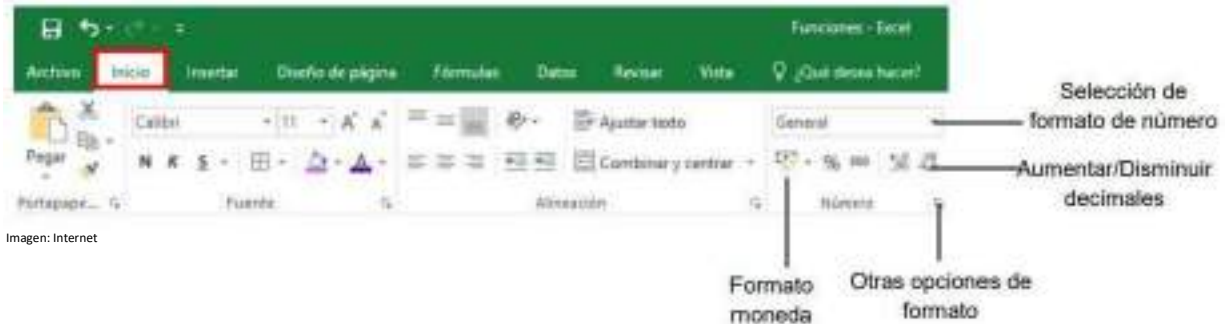 Funciones - Excel
Archivo Inicio Insertar Diseño de página Fórmulas Datos Revisar Vista ¿Qué desea hacer?
Calibri 11 A A Ajustar texto General
Pegar N K S A Combinar y centrar % 000
Portapape... Fuente Alineación Número
Selección de
formato de número
Aumentar/Disminuir
decimales
Imagen: Internet
Formato
moneda
Otras opciones de
formato